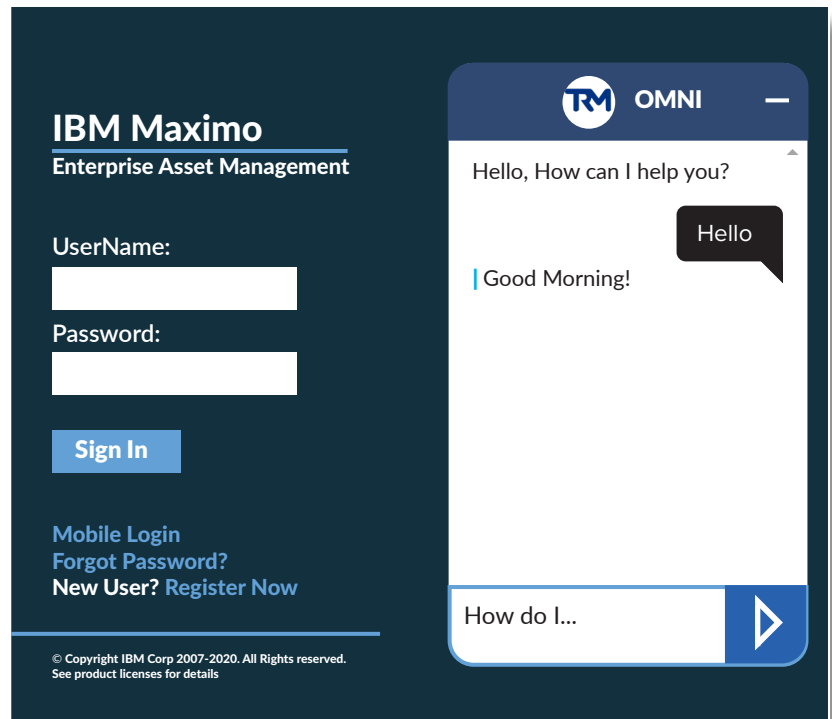 IBM Maximo
Enterprise Asset Management
UserName:
Password:
Sign In
Mobile Login
Forgot Password?
New User? Register Now
© Copyright IBM Corp 2007-2020. All Rights reserved.
See product licenses for details
TRM OMNI
Hello, How can I help you?
Hello
Good Morning!
How do I...